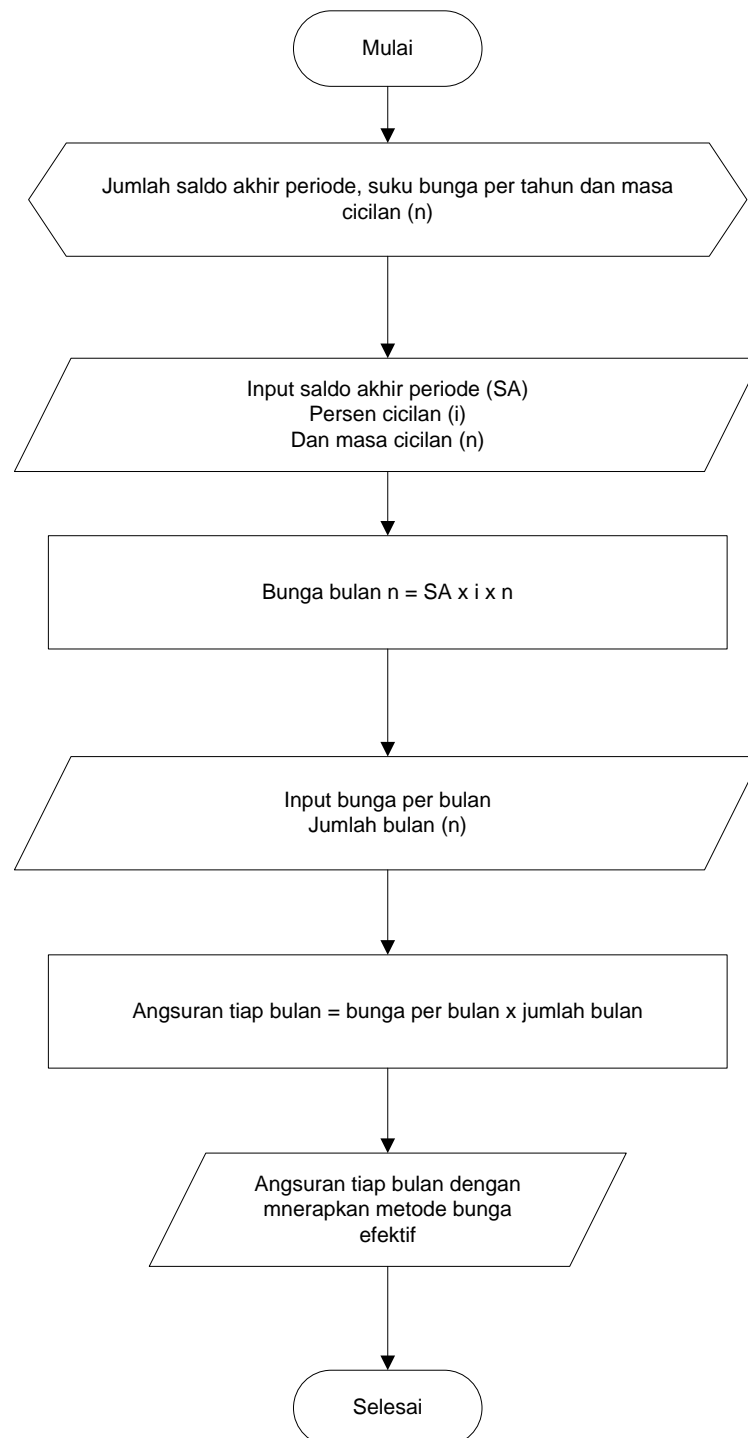 Mulai
Jumlah saldo akhir periode, suku bunga per tahun dan masa
cicilan (n)
Input saldo akhir periode (SA)
Persen cicilan (i)
Dan masa cicilan (n)
Bunga bulan n = SA x i x n
Input bunga per bulan
Jumlah bulan (n)
Angsuran tiap bulan = bunga per bulan x jumlah bulan
Angsuran tiap bulan dengan
mnerapkan metode bunga
efektif
Selesai